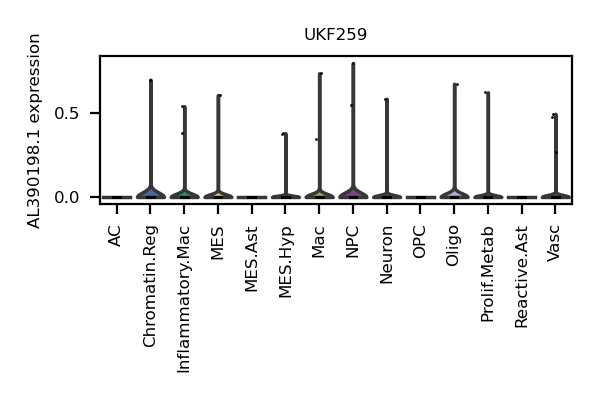 UKF259
AL390198.1 expression
0.5
0.0
AC
Chromatin.Reg
Inflammatory.Mac
MES
MES.Ast
MES.Hyp
Mac
NPC
Neuron
OPC
Oligo
Prolif.Metab
Reactive.Ast
Vasc